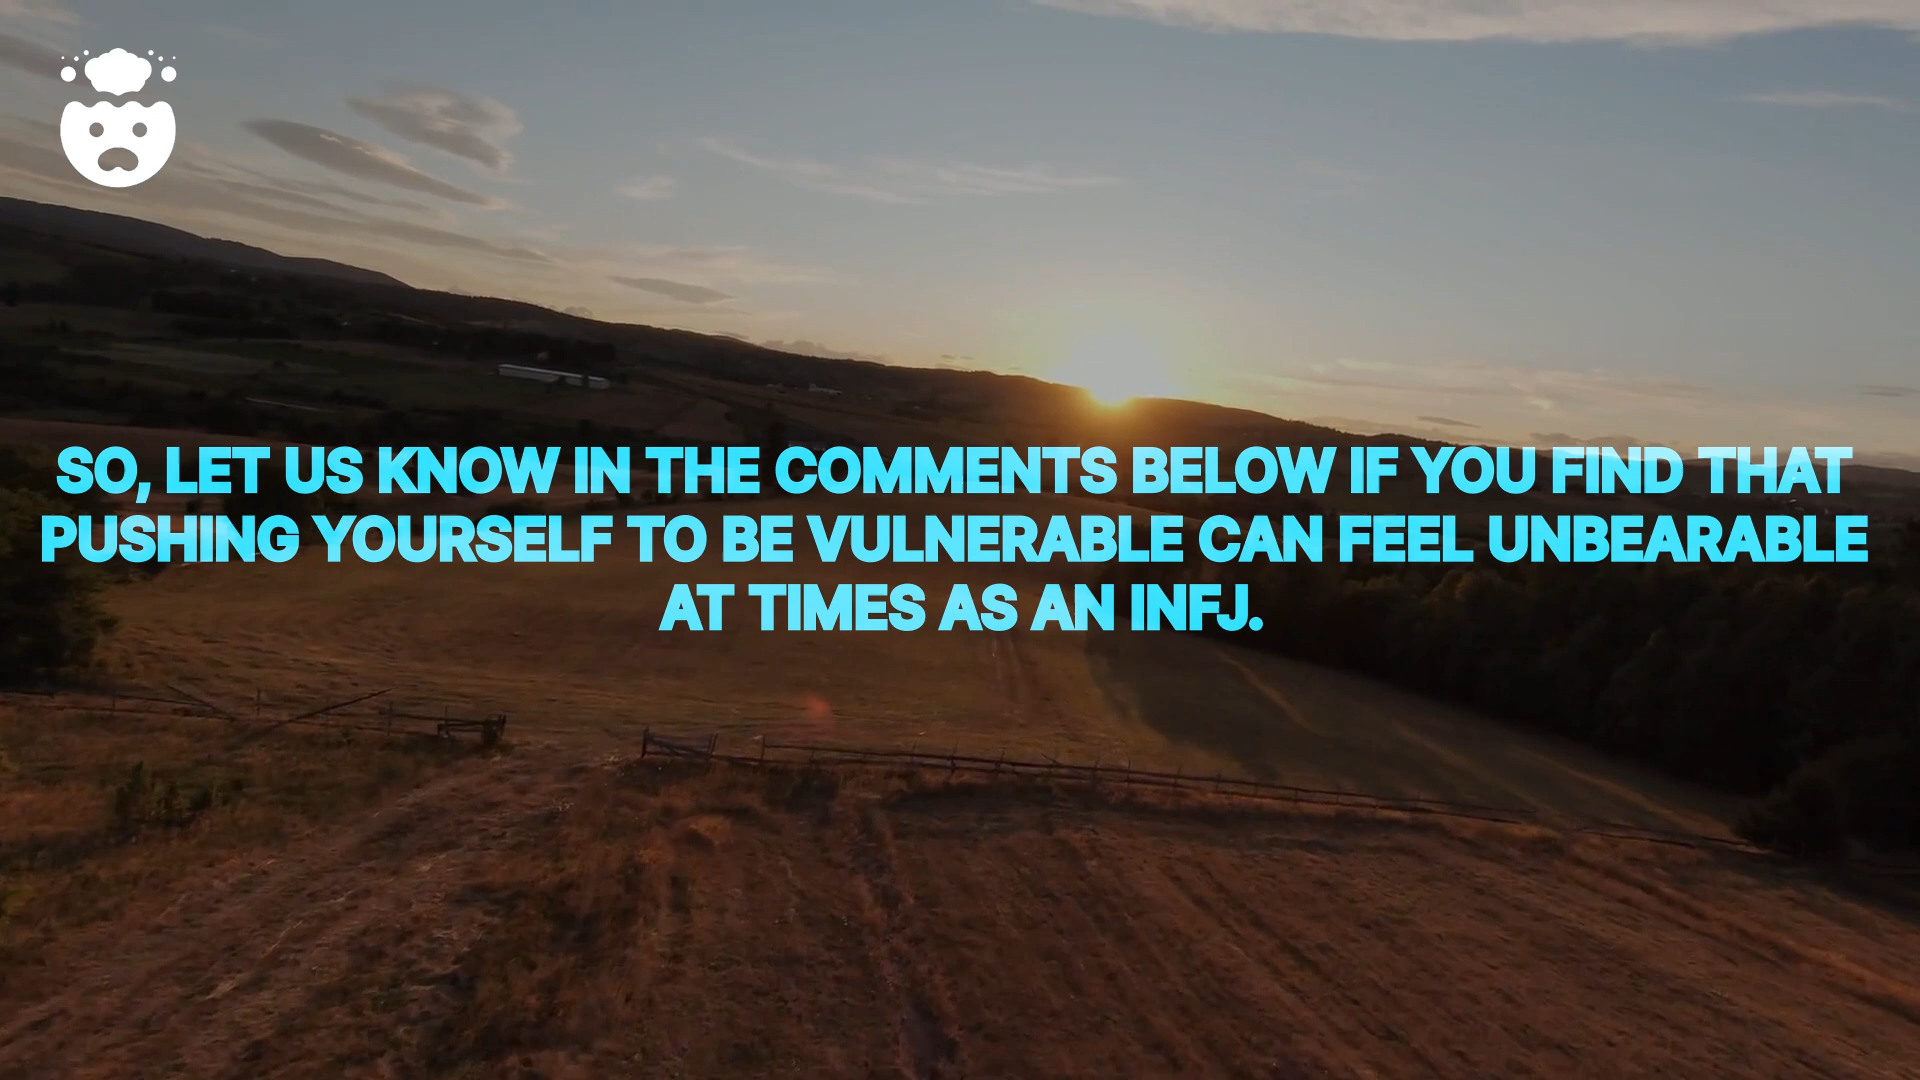 SO, LET US KNOW IN THE COMMENTS BELOW IF YOU FIND THAT
PUSHING YOURSELF TO BE VULNERABLE CAN FEEL UNBEARABLE
AT TIMES AS AN INFJ.